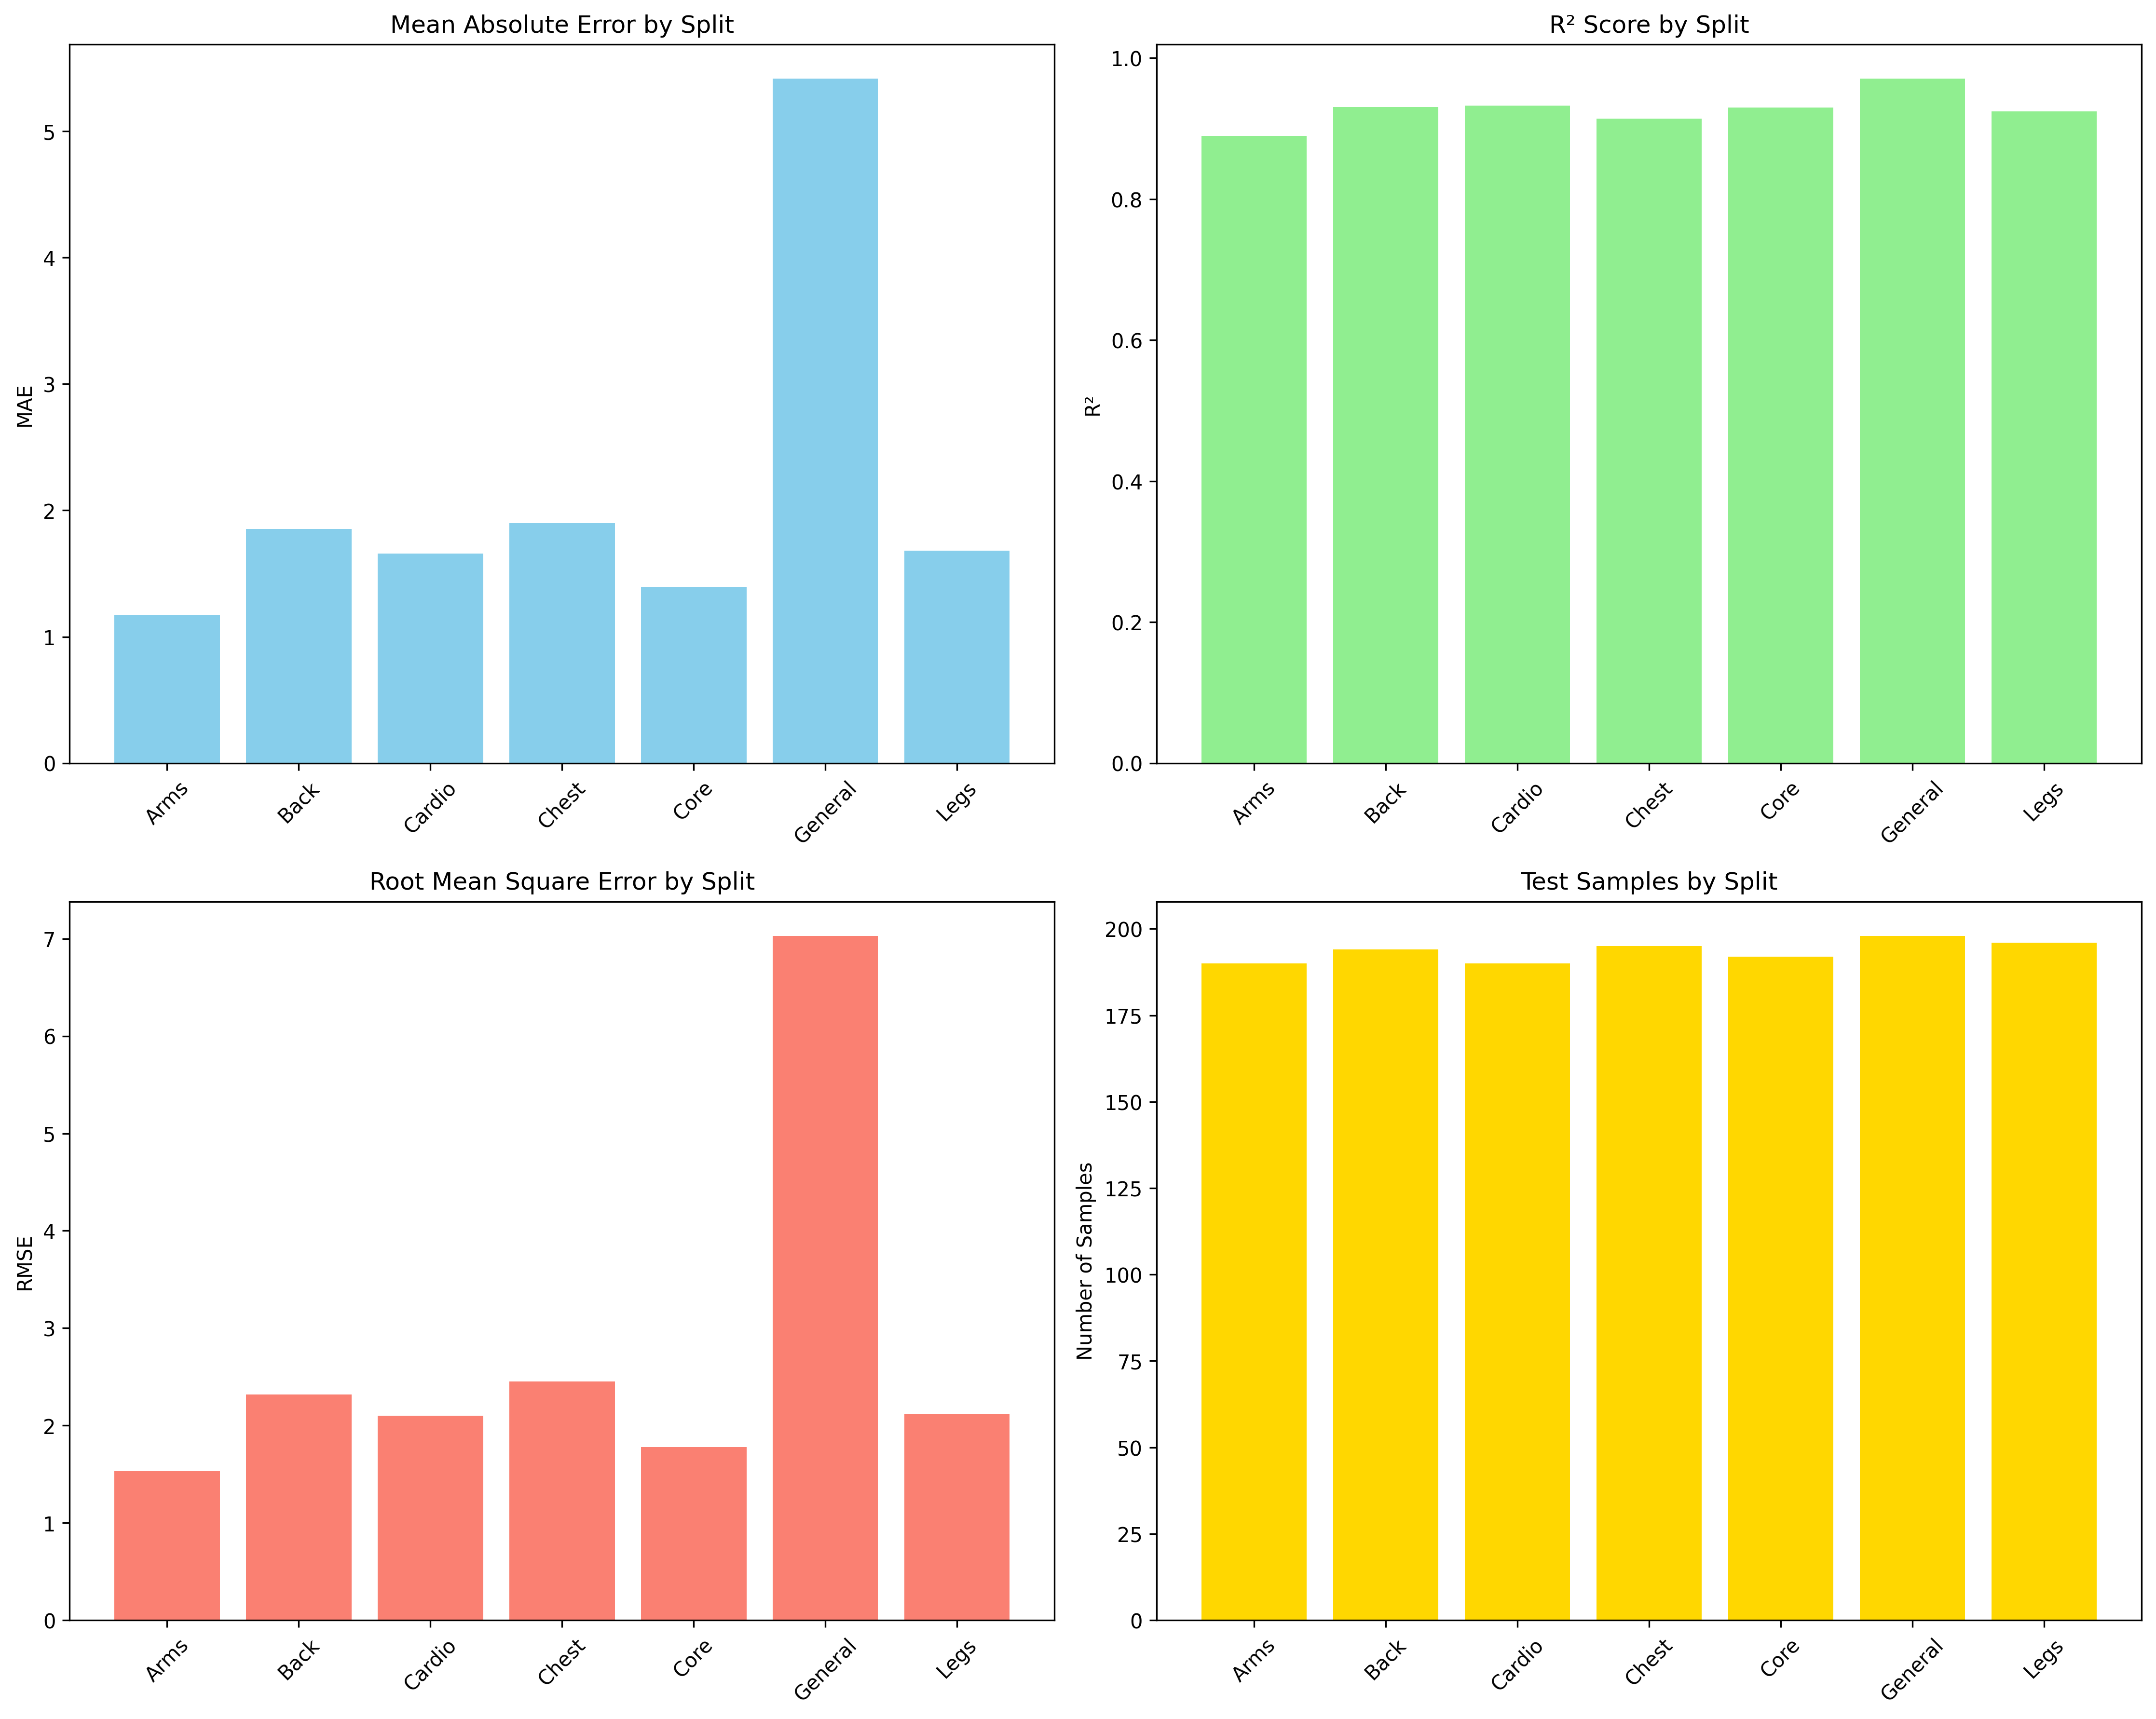 Mean Absolute Error by Split
MAE
5
4
3
2
1
0
Arms
Back
Cardio
Chest
Core
General
Legs
R² Score by Split
R²
1.0
0.8
0.6
0.4
0.2
0.0
Arms
Back
Cardio
Chest
Core
General
Legs
Root Mean Square Error by Split
RMSE
7
6
5
4
3
2
1
0
Arms
Back
Cardio
Chest
Core
General
Legs
Test Samples by Split
Number of Samples
200
175
150
125
100
75
50
25
0
Arms
Back
Cardio
Chest
Core
General
Legs